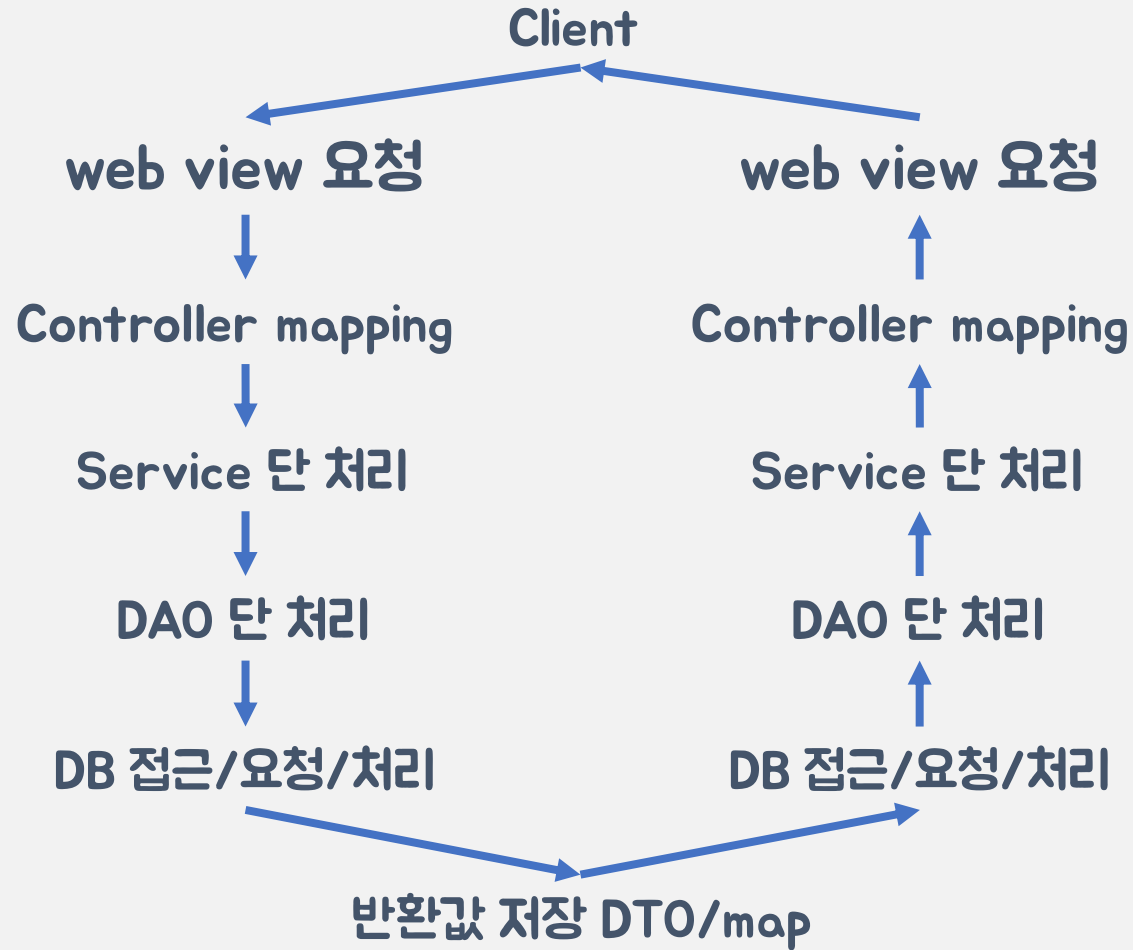 Client
web view 요청
web view 요청
Controller mapping
Controller mapping
Service 단 처리
Service 단 처리
DAO 단 처리
DAO 단 처리
DB 접근/요청/처리
DB 접근/요청/처리
반환값 저장 DTO/map